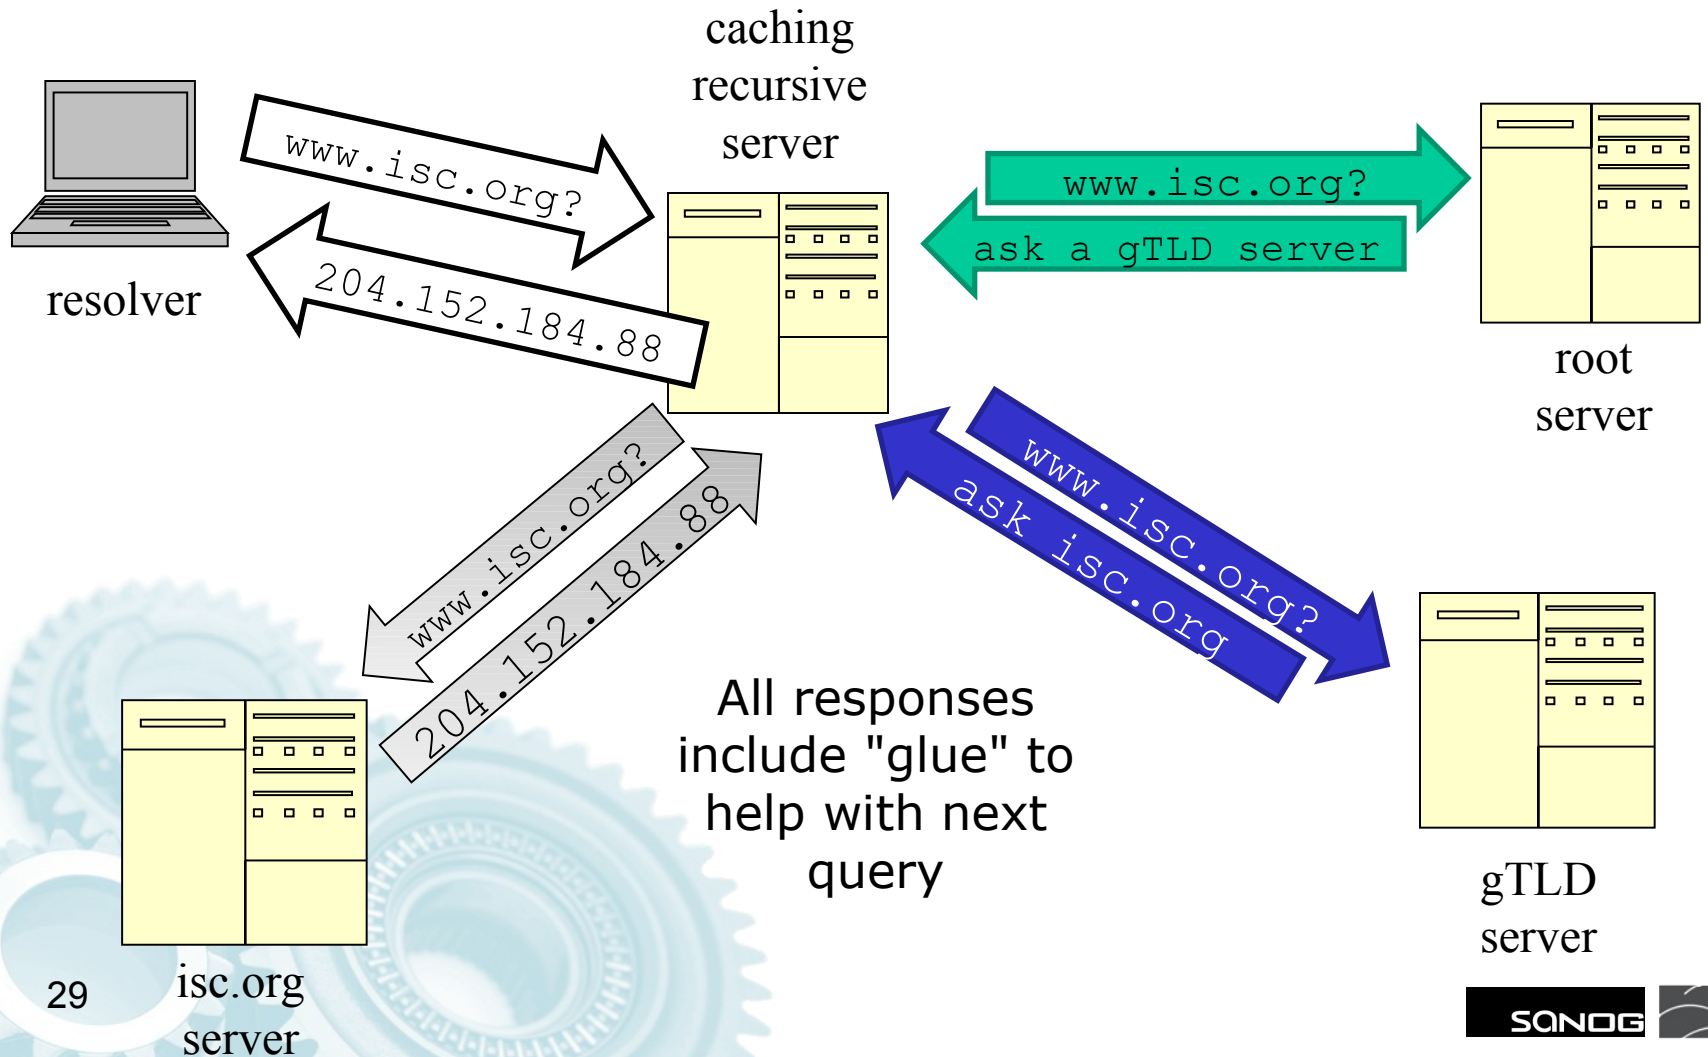 caching
recursive
server
www.isc.org?
204.152.184.88
resolver
www.isc.org?
ask a gTLD server
root
server
www.isc.org?
204.152.184.88
www.isc.org?
ask isc.org
All responses
include "glue" to
help with next
query
gTLD
server
isc.org
server
29
SANOG